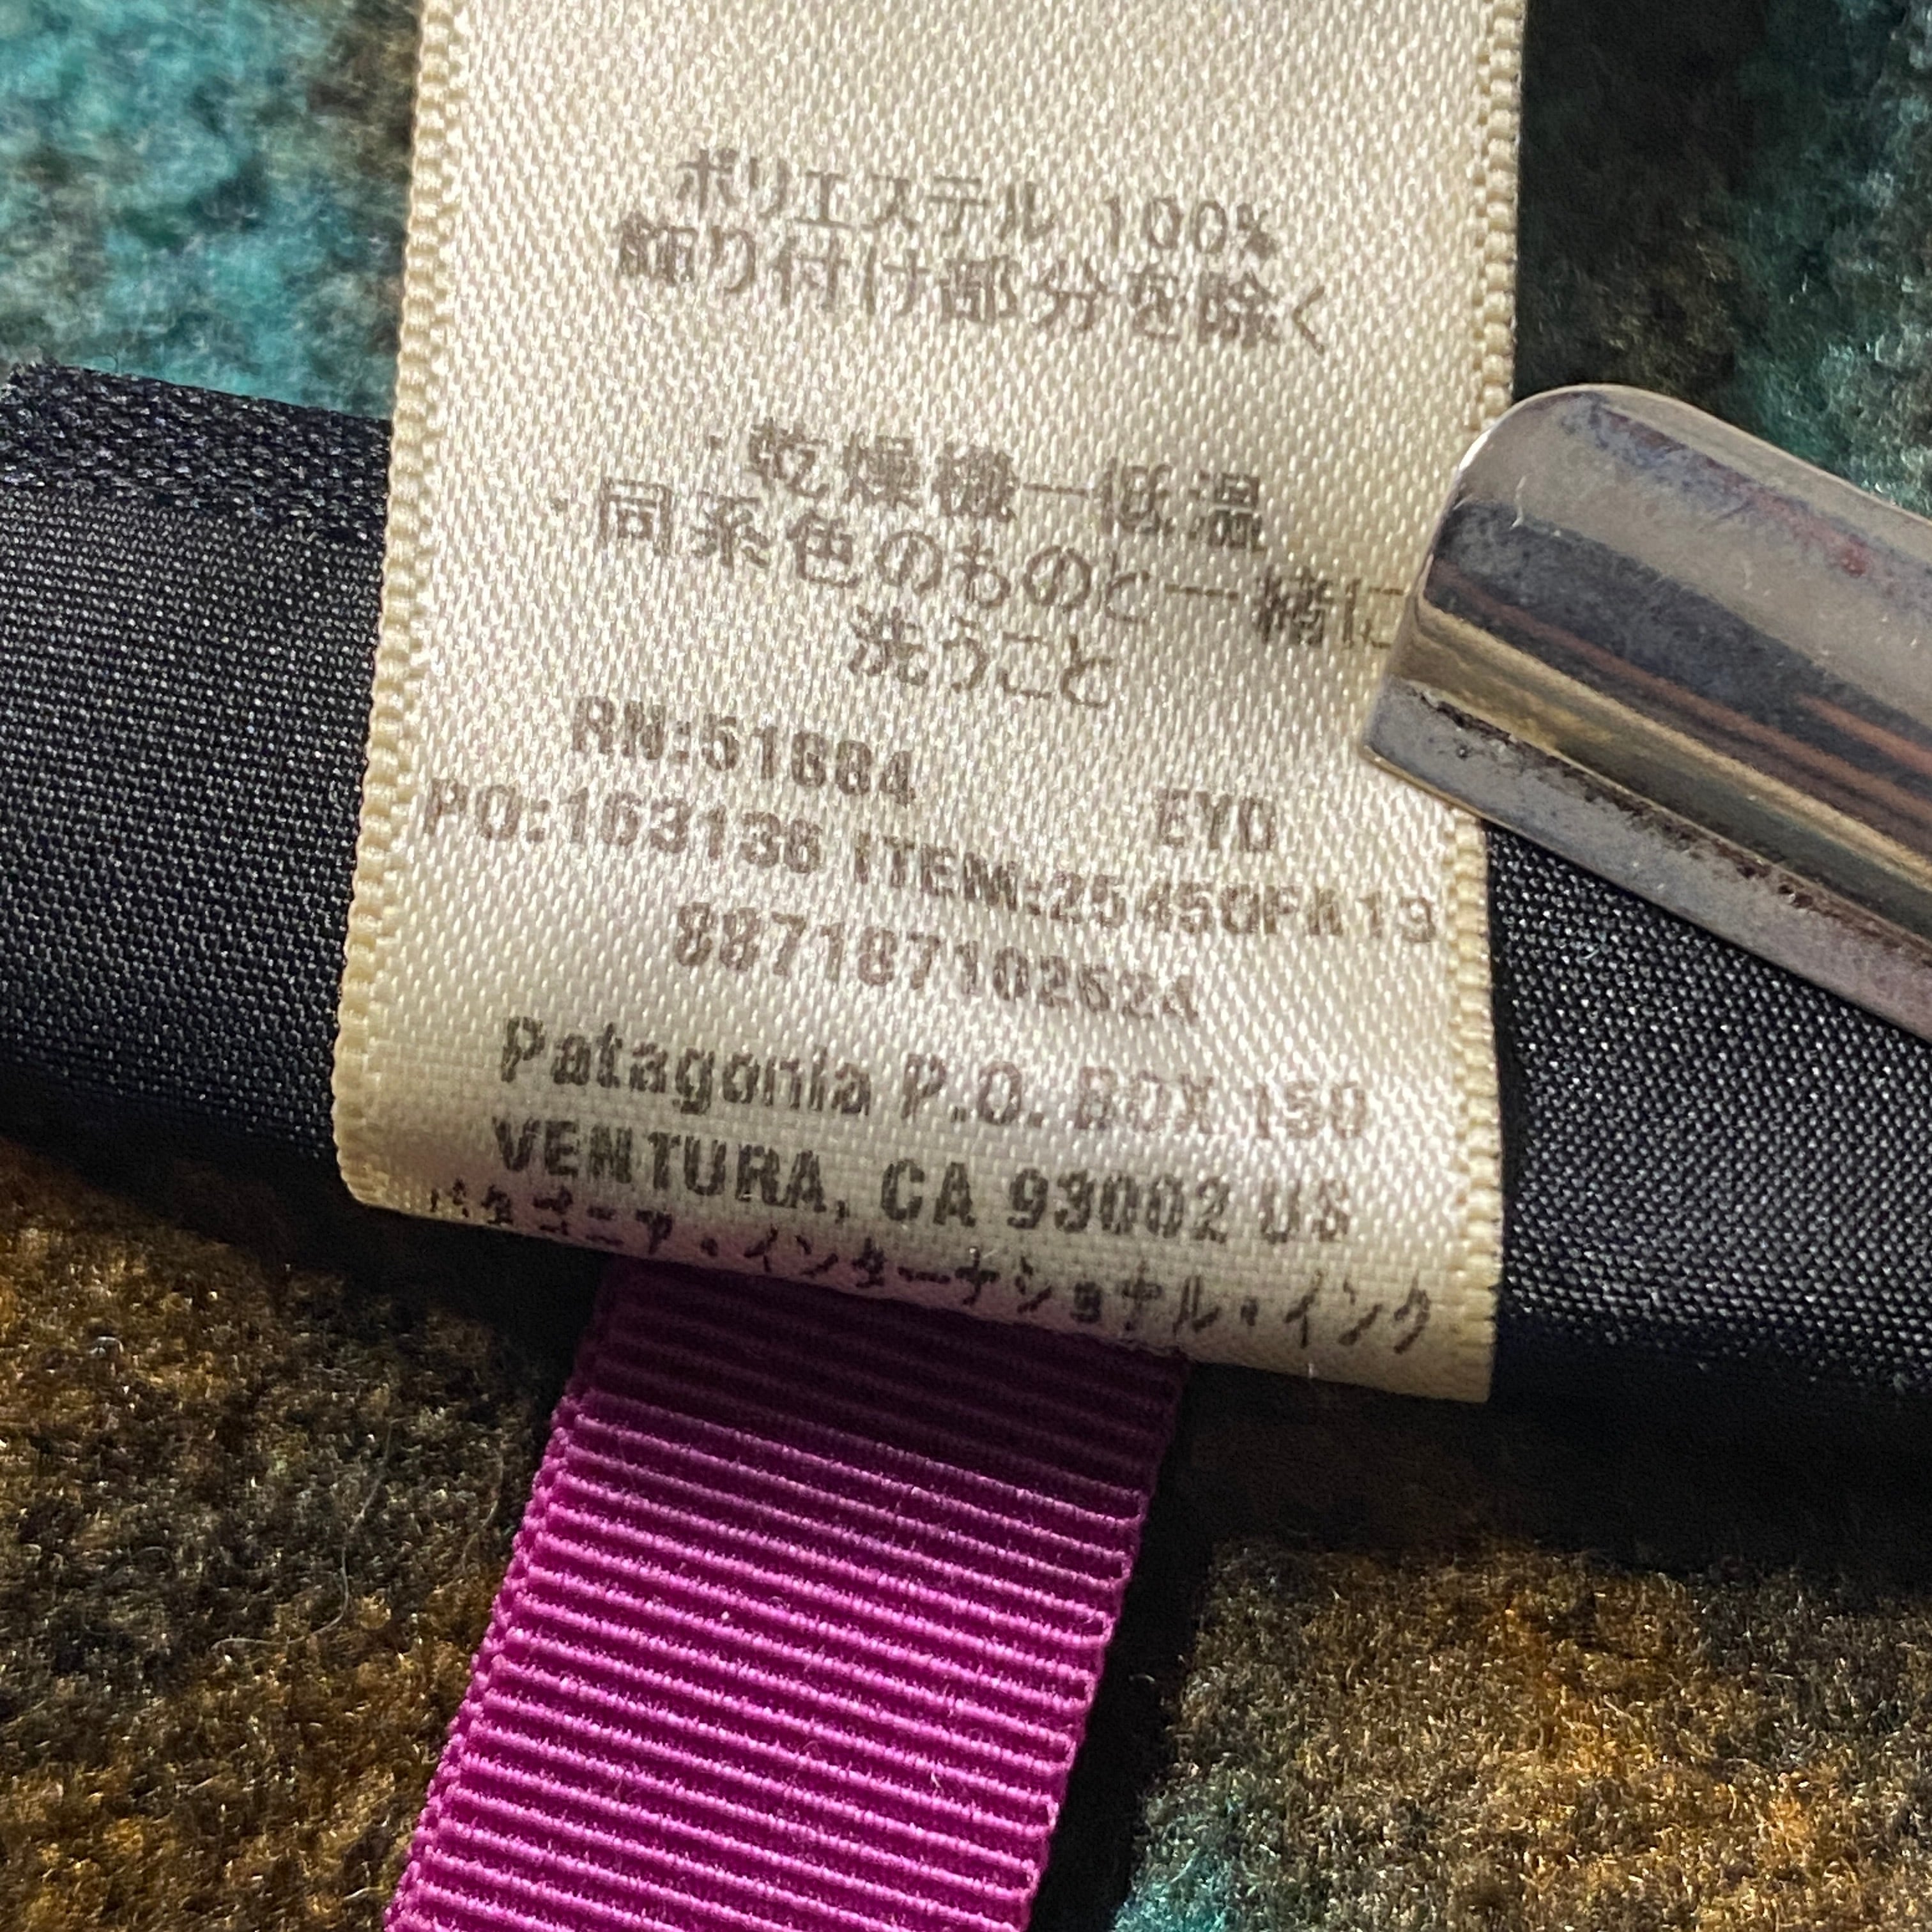 ポリエステル 100%
飾り付け部分を除く
・乾燥機ー低温
・同系色のものと一緒に
洗うこと
RN:51884
EYD
PO:163136 ITEM:25450FA13
887187102624
Patagonia P.O. BOX 150
VENTURA, CA 93002 US
パタゴニア・インターナショナル・インク